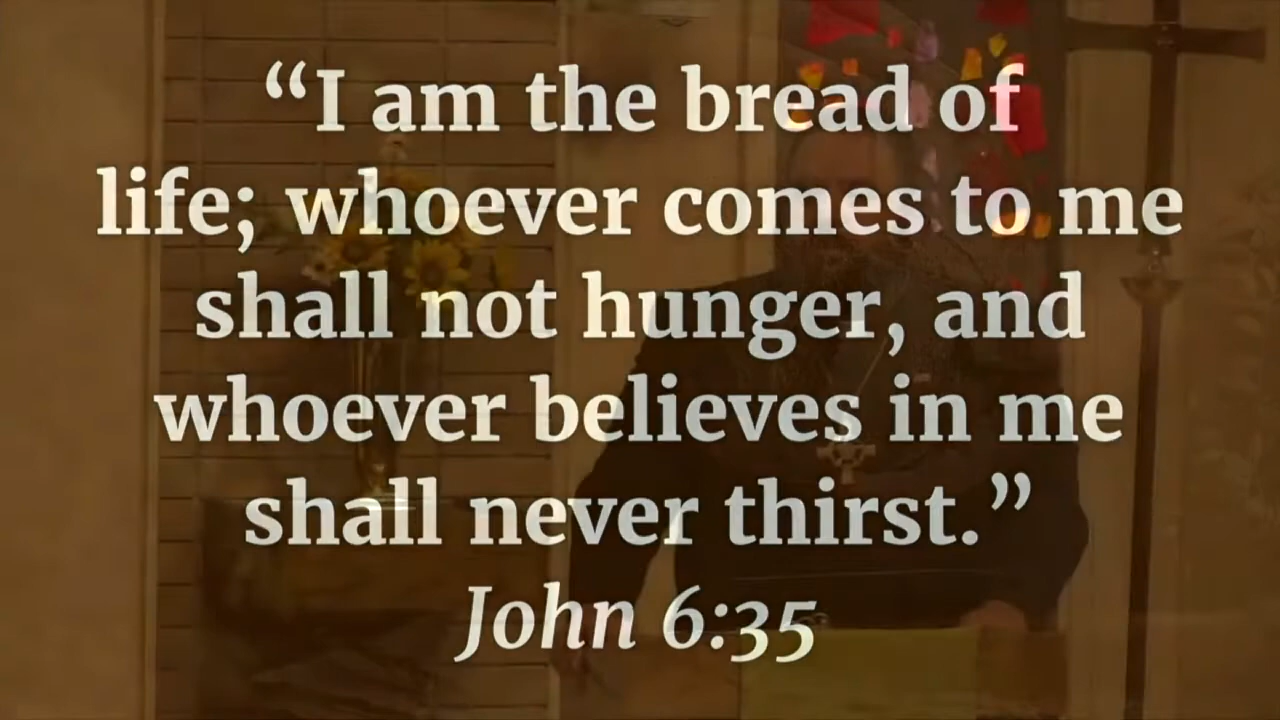 “I am the bread of
life; whoever comes to me
shall not hunger, and
whoever believes in me
shall never thirst.”
John 6:35